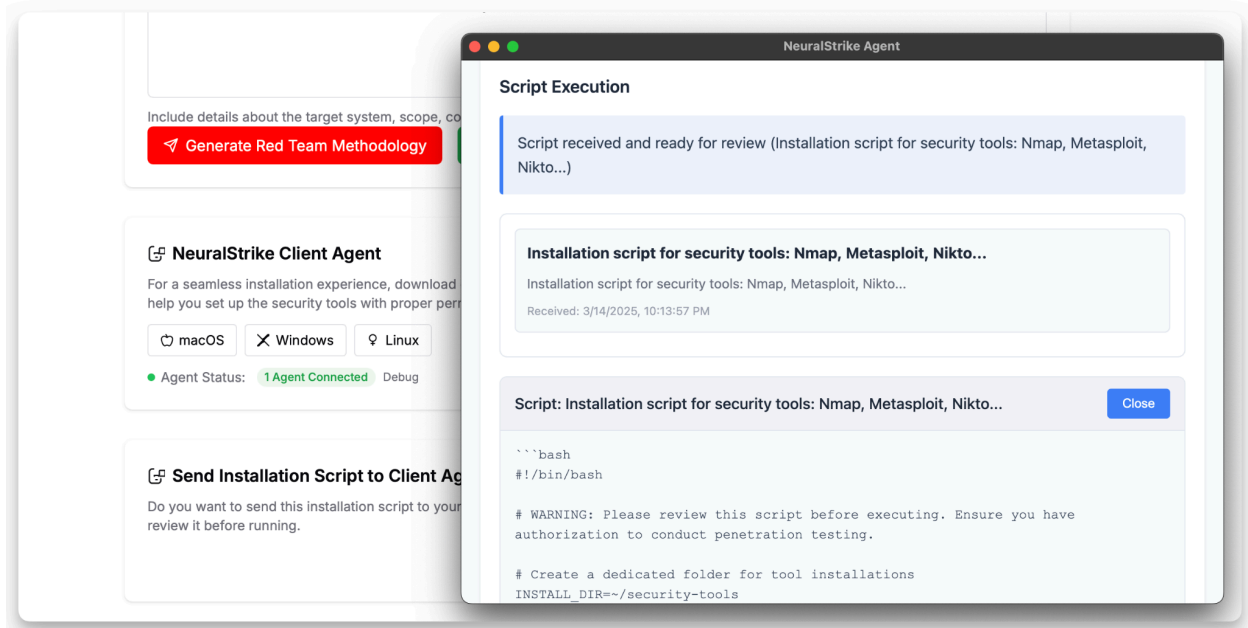 Include details about the target system, scope, co
Generate Red Team Methodology
NeuralStrike Client Agent
For a seamless installation experience, download
help you set up the security tools with proper perr
macOS
Windows
Linux
Agent Status:
1 Agent Connected
Debug
Send Installation Script to Client Ag
Do you want to send this installation script to your
review it before running.
NeuralStrike Agent
Script Execution
Script received and ready for review (Installation script for security tools: Nmap, Metasploit,
Nikto...)
Installation script for security tools: Nmap, Metasploit, Nikto...
Installation script for security tools: Nmap, Metasploit, Nikto...
Received: 3/14/2025, 10:13:57 PM
Script: Installation script for security tools: Nmap, Metasploit, Nikto...
Close
```bash
#!/bin/bash
# WARNING: Please review this script before executing. Ensure you have
authorization to conduct penetration testing.
# Create a dedicated folder for tool installations
INSTALL_DIR=~/security-tools